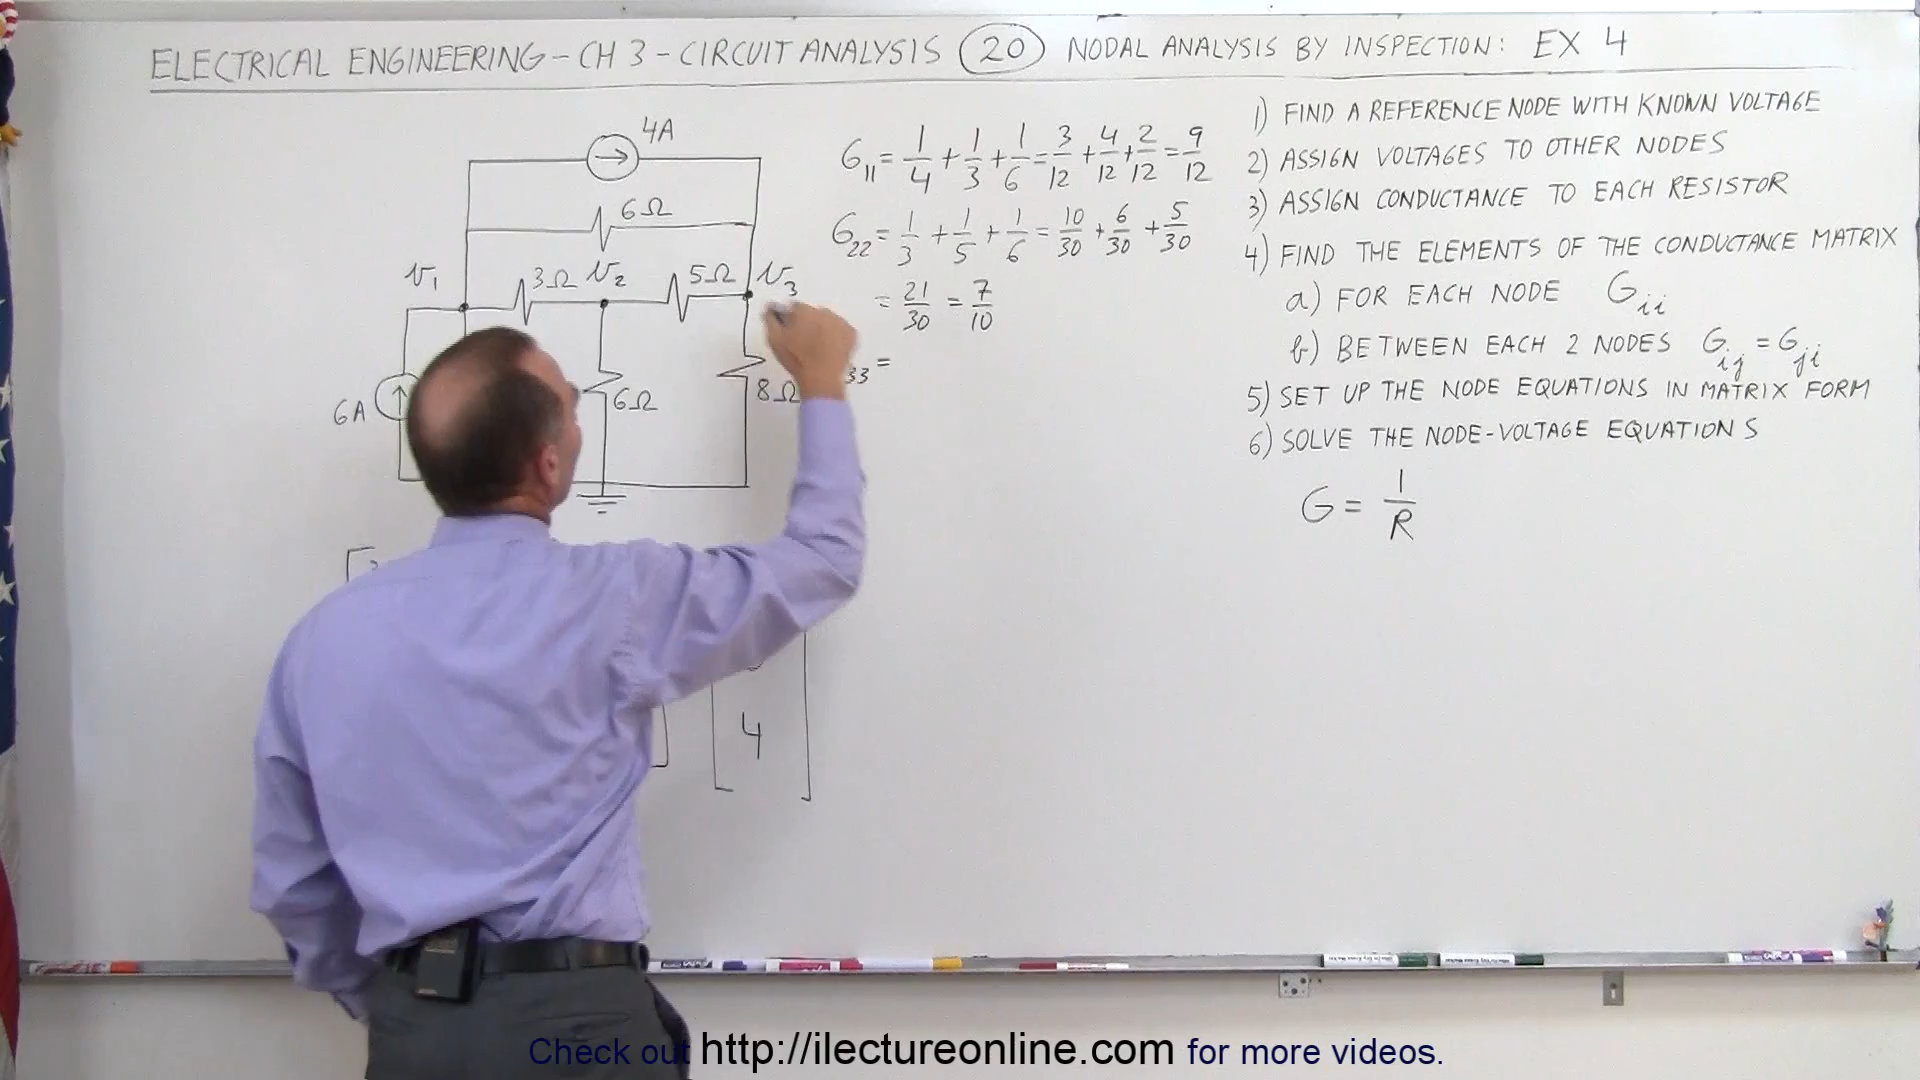 ELECTRICAL ENGINEERING - CH 3 - CIRCUIT ANALYSIS (20) NODAL ANALYSIS BY INSPECTION: EX 4
4A
6Ω
v₁ 3Ω v₂ 5Ω v₃
6A 6Ω 8Ω
4
G₁₁ = 1/4 + 1/3 + 1/6 = 3/12 + 4/12 + 2/12 = 9/12
G₂₂ = 1/3 + 1/5 + 1/6 = 10/30 + 6/30 + 5/30
= 21/30 = 7/10
₃₃ =
1) FIND A REFERENCE NODE WITH KNOWN VOLTAGE
2) ASSIGN VOLTAGES TO OTHER NODES
3) ASSIGN CONDUCTANCE TO EACH RESISTOR
4) FIND THE ELEMENTS OF THE CONDUCTANCE MATRIX
a) FOR EACH NODE Gᵢᵢ
b) BETWEEN EACH 2 NODES Gᵢⱼ = Gⱼᵢ
5) SET UP THE NODE EQUATIONS IN MATRIX FORM
6) SOLVE THE NODE-VOLTAGE EQUATIONS
G = 1/R
Check out http://ilectureonline.com for more videos.